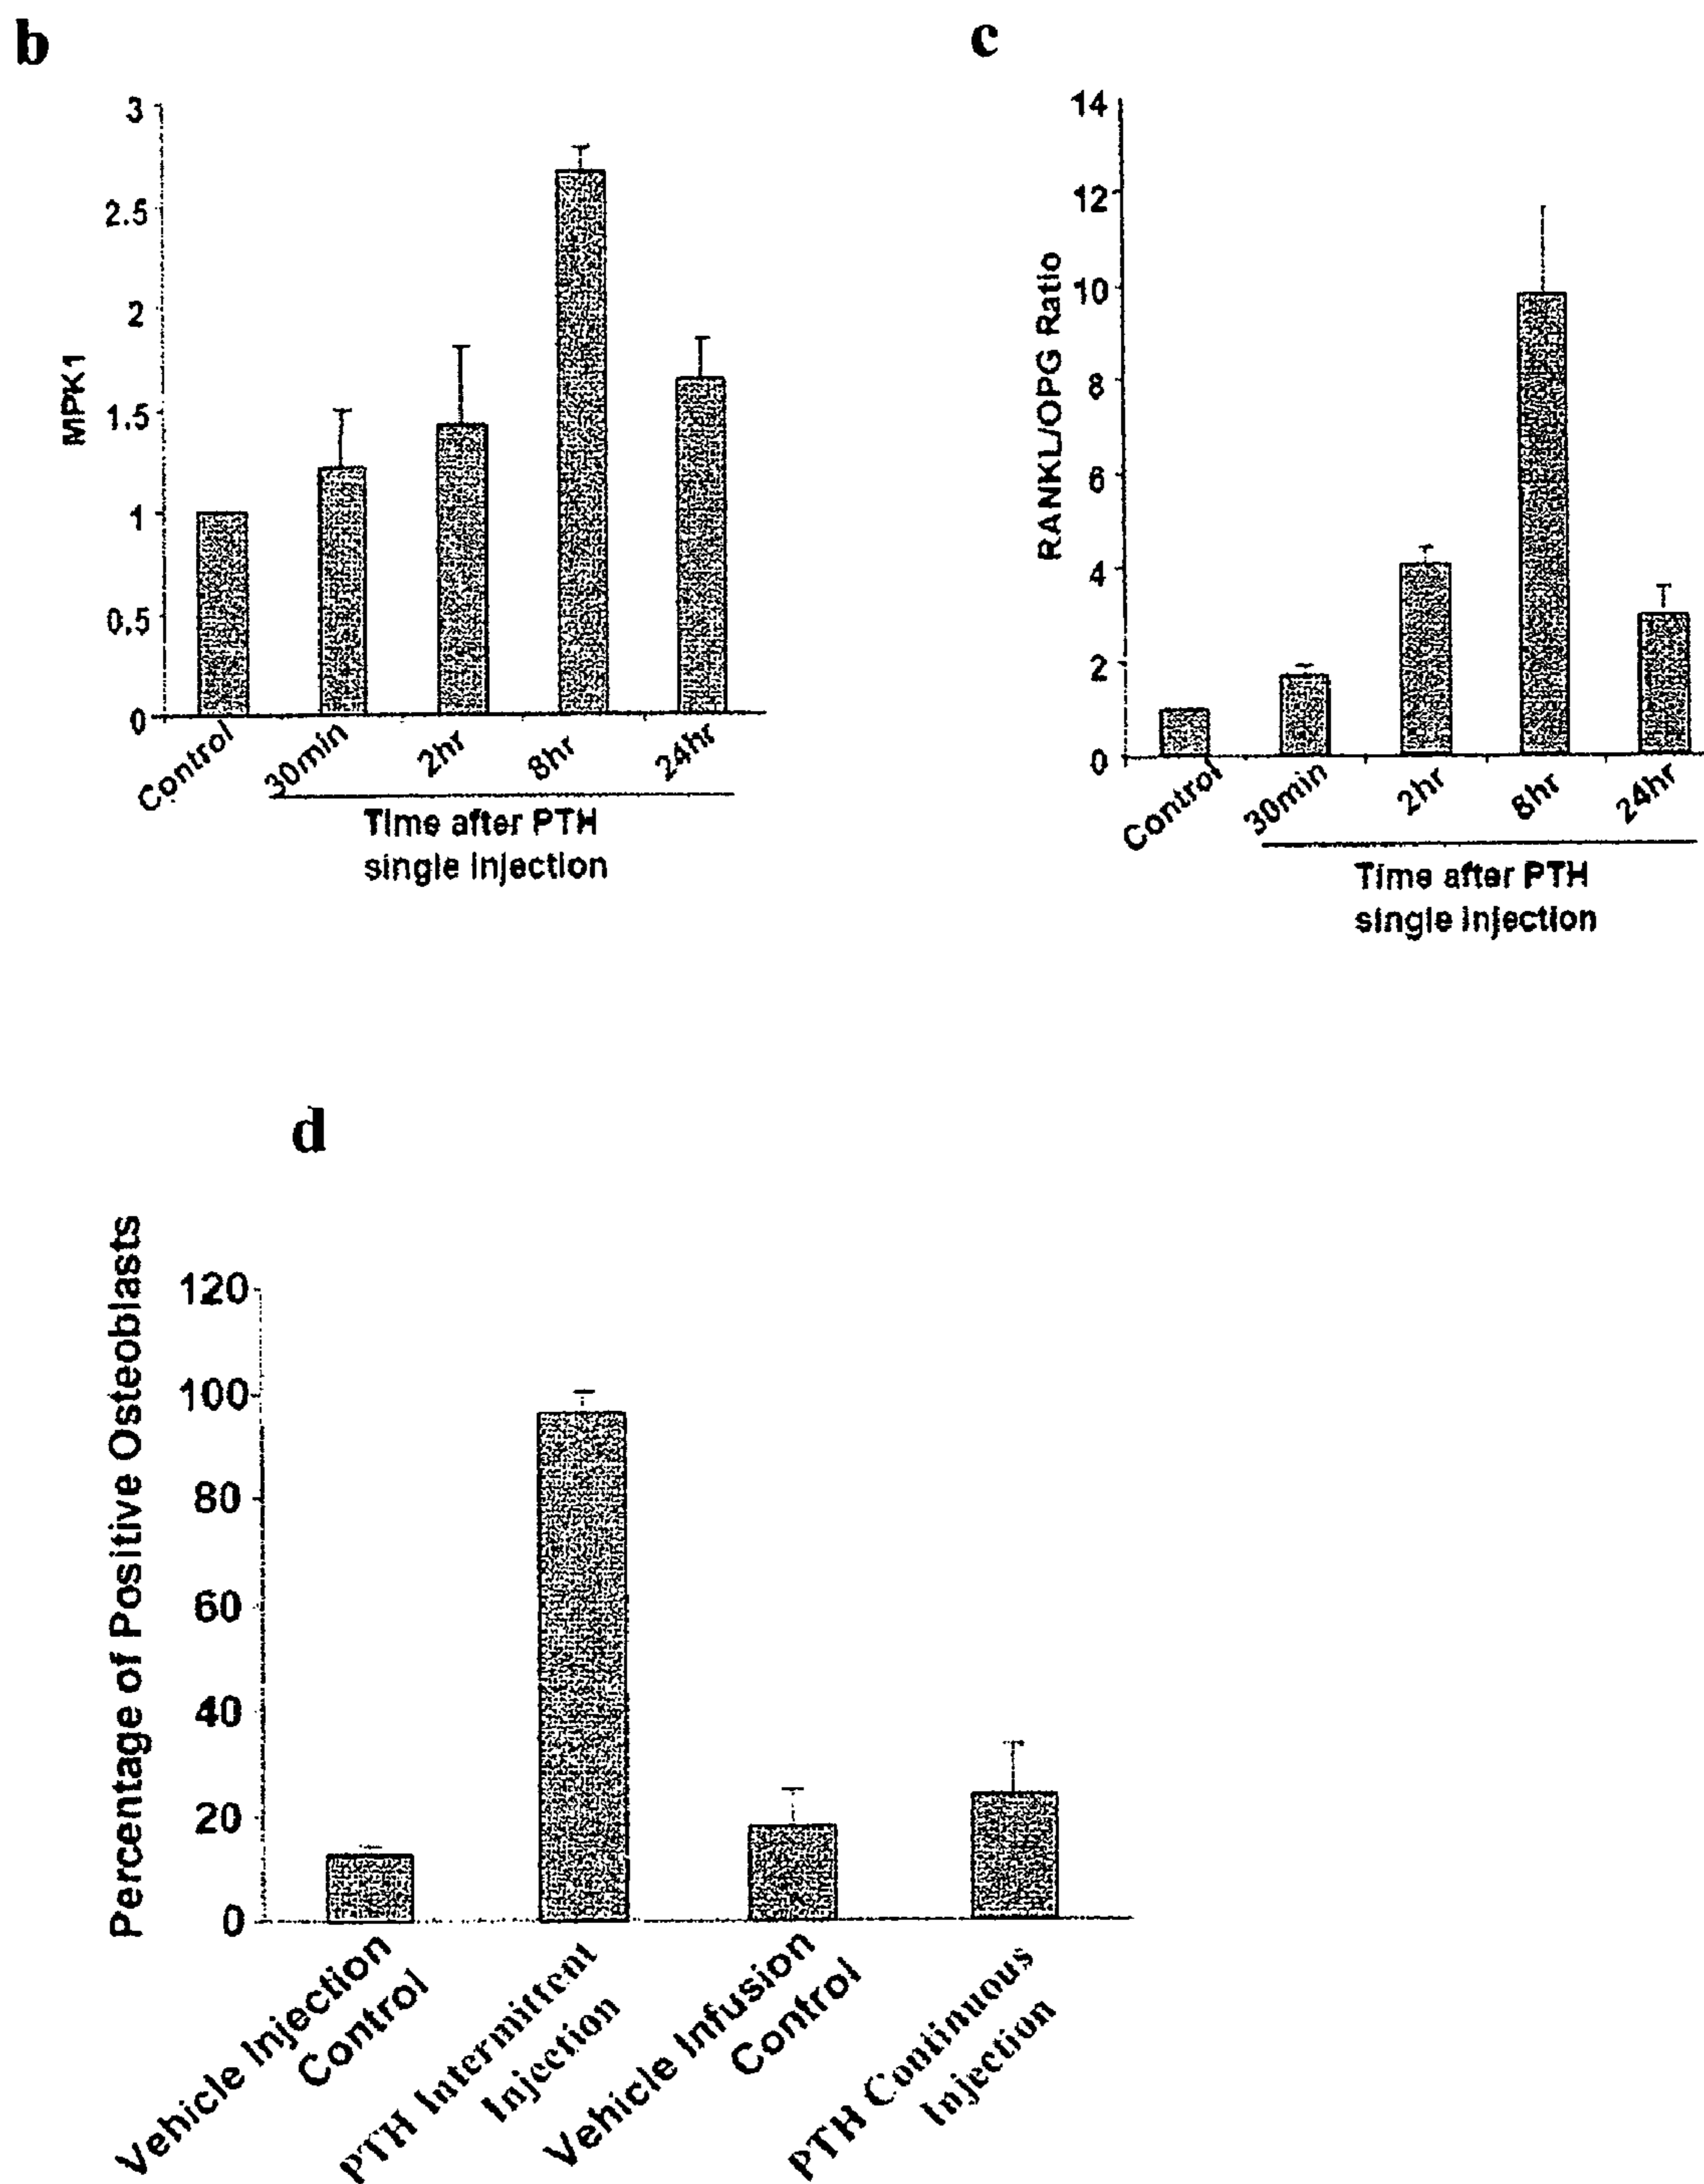 b
MPK1
3
2.5
2
1.5
1
0.5
0
Control
30min
2hr
8hr
24hr
Time after PTH
single injection
c
RANKL/OPG Ratio
14
12
10
8
6
4
2
0
Control
30min
2hr
8hr
24hr
Time after PTH
single injection
d
Percentage of Positive Osteoblasts
120
100
80
60
40
20
0
Vehicle Injection
Control
PTH Intermittent
Injection
Vehicle Infusion
Control
PTH Continuous
Injection